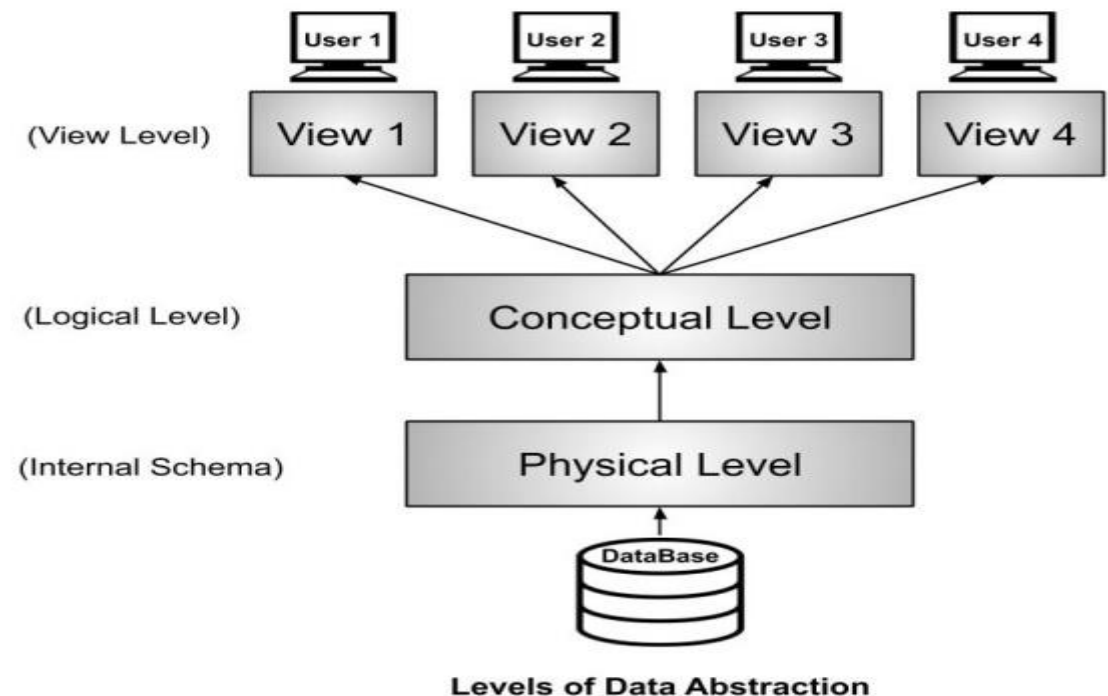 User 1 User 2 User 3 User 4
(View Level) View 1 View 2 View 3 View 4
(Logical Level) Conceptual Level
(Internal Schema) Physical Level
DataBase
Levels of Data Abstraction